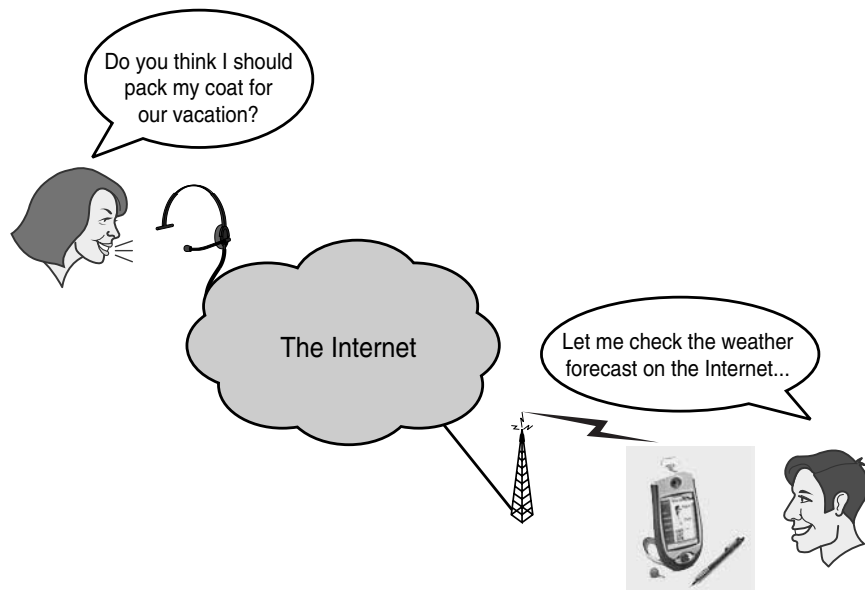 Do you think I should
pack my coat for
our vacation?
The Internet
Let me check the weather
forecast on the Internet...